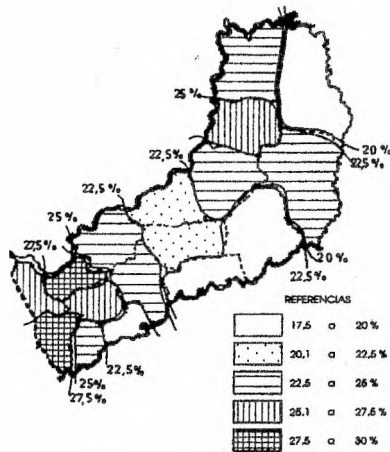 25 %
20 %
22,5 %
22,5 %
22,5 %
25 %
27,5 %
20 %
22,5 %
REFERENCIAS
17,5 a 20 %
20,1 a 22,5 %
22,5 a 25 %
25,1 a 27,5 %
27,5 a 30 %
22,5 %
25 %
27,5 %